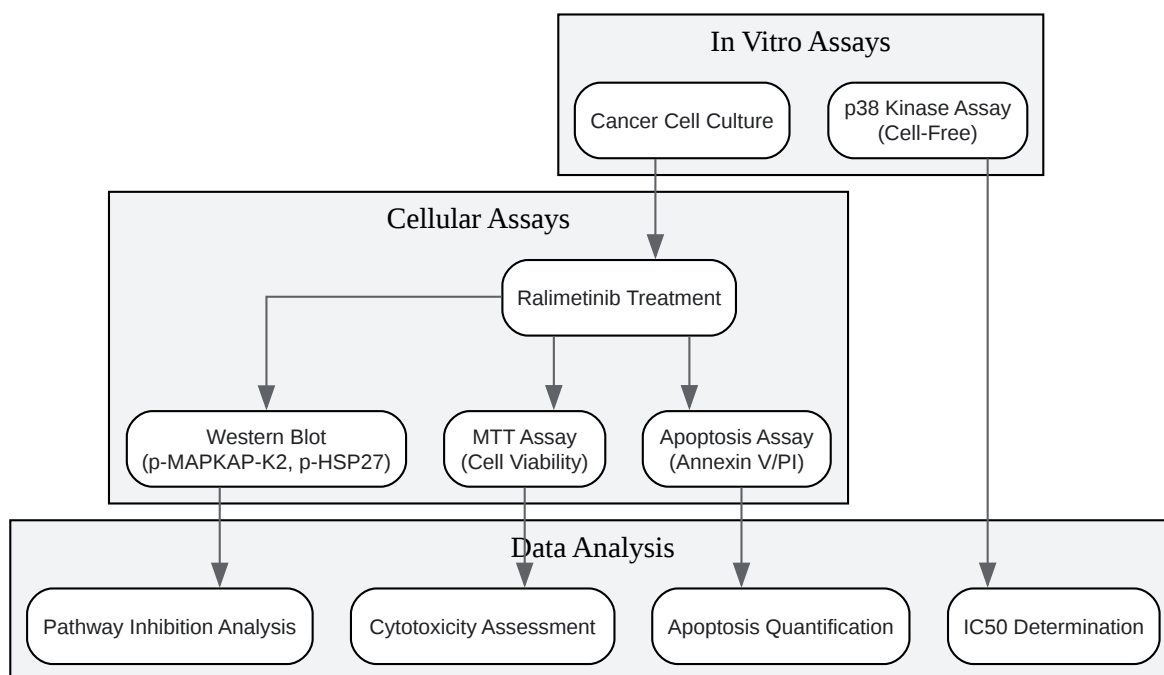 In Vitro Assays
Cancer Cell Culture
p38 Kinase Assay
(Cell-Free)
Cellular Assays
Ralimetinib Treatment
Western Blot
(p-MAPKAP-K2, p-HSP27)
MTT Assay
(Cell Viability)
Apoptosis Assay
(Annexin V/PI)
Data Analysis
Pathway Inhibition Analysis
Cytotoxicity Assessment
Apoptosis Quantification
IC50 Determination